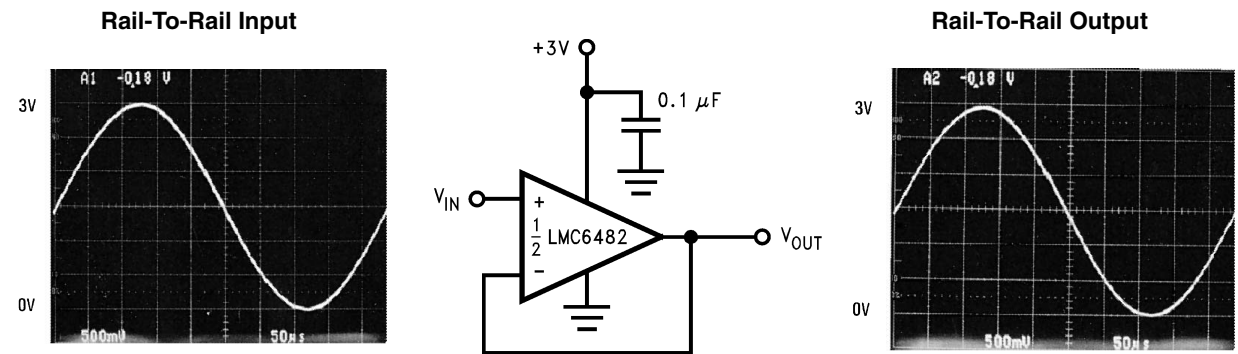 Rail-To-Rail Input
Rail-To-Rail Output
A1 -0.18 V
3V
0V
500mV 50µs
+3V
0.1 µF
VIN
+
1/2 LMC6482
−
VOUT
A2 -0.18 V
3V
0V
500mV 50µs